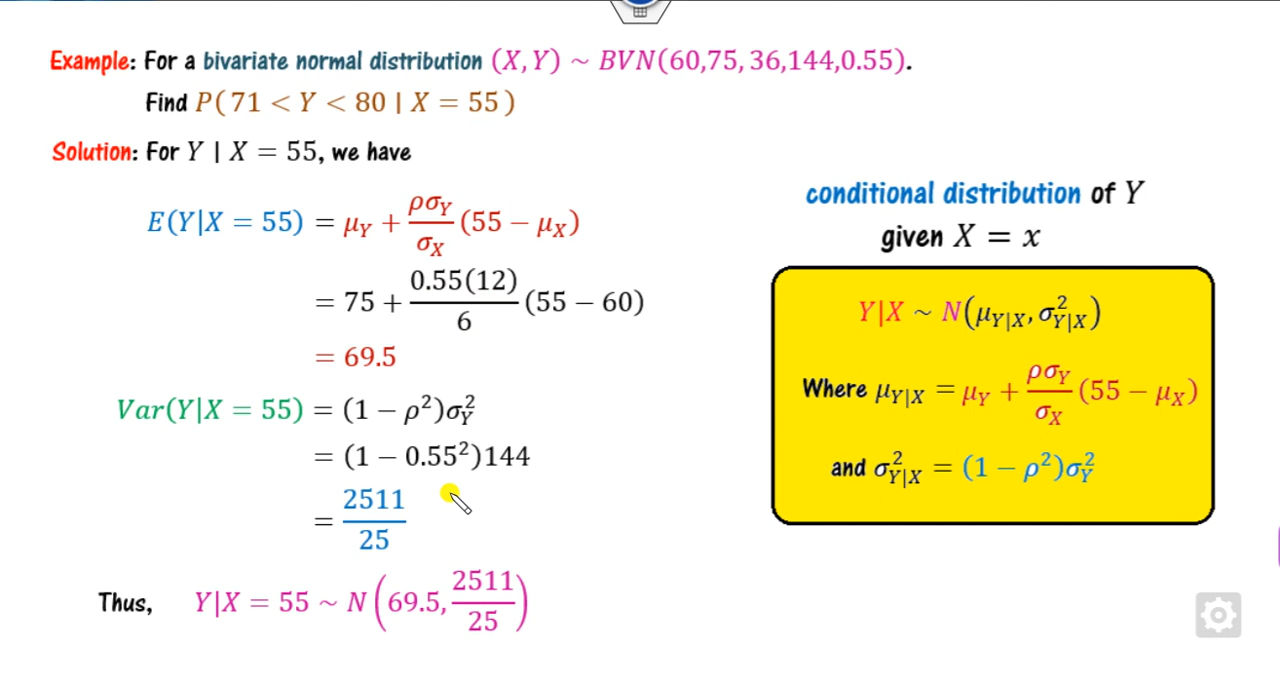 Example: For a bivariate normal distribution (X,Y) ~ BVN(60,75, 36,144,0.55).
Find P(71 < Y < 80 | X = 55)
Solution: For Y | X = 55, we have
E(Y|X = 55) = μ_Y + ρσ_Y/σ_X (55 − μ_X)
= 75 + 0.55(12)/6 (55 − 60)
= 69.5
Var(Y|X = 55) = (1 − ρ²)σ_Y²
= (1 − 0.55²)144
= 2511/25
Thus, Y|X = 55 ~ N(69.5, 2511/25)
conditional distribution of Y
given X = x
Y|X ~ N(μ_{Y|X}, σ²_{Y|X})
Where μ_{Y|X} = μ_Y + ρσ_Y/σ_X (55 − μ_X)
and σ²_{Y|X} = (1 − ρ²)σ_Y²